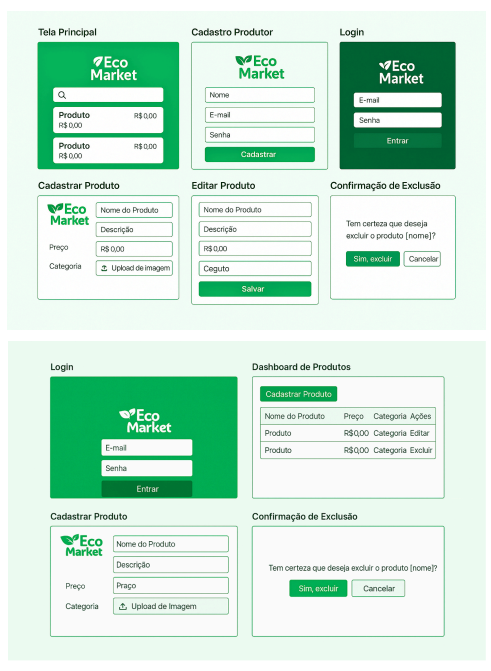 Tela Principal
Eco
Market
Produto R$ 0,00
R$ 0,00
Produto R$ 0,00
R$ 0,00
Cadastro Produtor
Eco
Market
Nome
E-mail
Senha
Cadastrar
Login
Eco
Market
E-mail
Senha
Entrar
Cadastrar Produto
Eco
Market
Nome do Produto
Descrição
Preço R$ 0,00
Categoria Upload de imagem
Editar Produto
Nome do Produto
Descrição
R$ 0,00
Ceguto
Salvar
Confirmação de Exclusão
Tem certeza que deseja
excluir o produto [nome]?
Sim, excluir Cancelar
Login
Eco
Market
E-mail
Senha
Entrar
Dashboard de Produtos
Cadastrar Produto
Nome do Produto Preço Categoria Ações
Produto R$0,00 Categoria Editar
Produto R$0,00 Categoria Excluir
Cadastrar Produto
Eco
Market
Nome do Produto
Descrição
Preço Praço
Categoria Upload de Imagem
Confirmação de Exclusão
Tem certeza que deseja excluir o produto [nome]?
Sim, excluir Cancelar